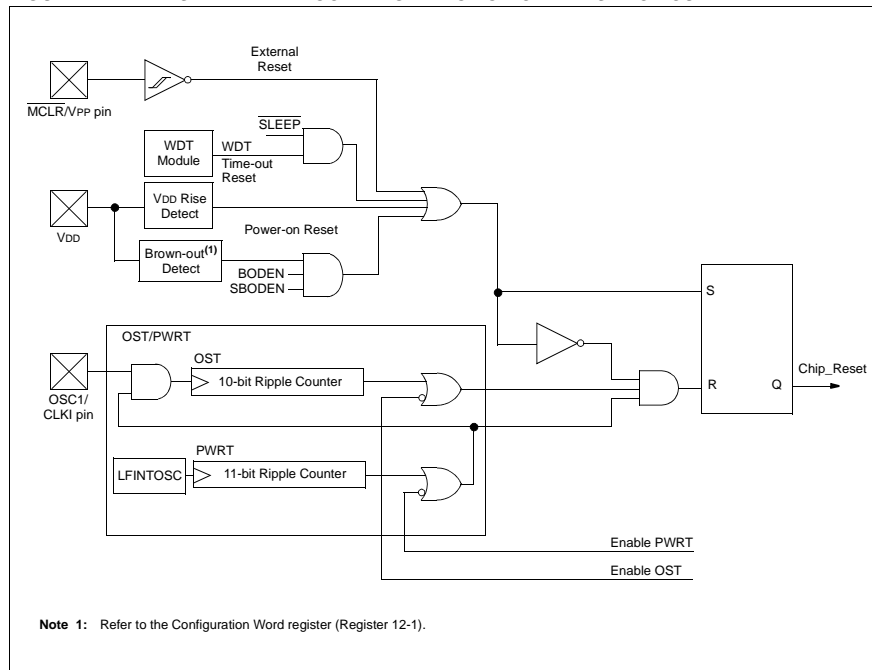 External
Reset
MCLR/VPP pin
SLEEP
WDT
Module
WDT
Time-out
Reset
VDD
VDD Rise
Detect
Power-on Reset
Brown-out(1)
Detect
BODEN
SBODEN
S
OST/PWRT
OSC1/
CLKI pin
OST
10-bit Ripple Counter
R
Q
Chip_Reset
PWRT
LFINTOSC
11-bit Ripple Counter
Enable PWRT
Enable OST
Note 1: Refer to the Configuration Word register (Register 12-1).